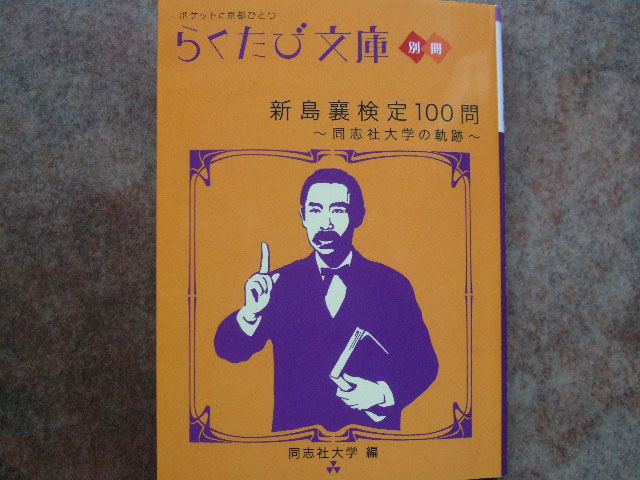 ポケットに京都ひとつ
らくたび文庫 別冊
新島襄検定100問
～同志社大学の軌跡～
同志社大学 編